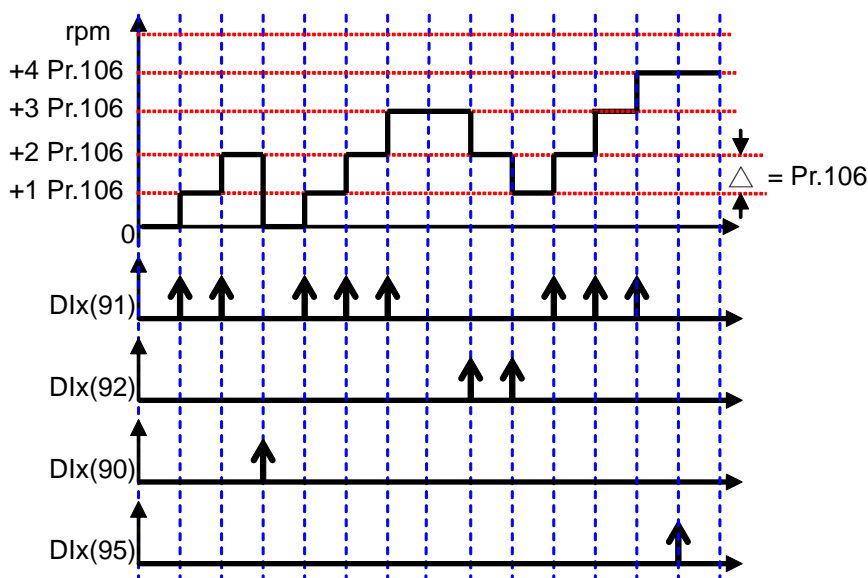 rpm
+4 Pr.106
+3 Pr.106
+2 Pr.106
+1 Pr.106
△ = Pr.106
0
DIx(91)
DIx(92)
DIx(90)
DIx(95)